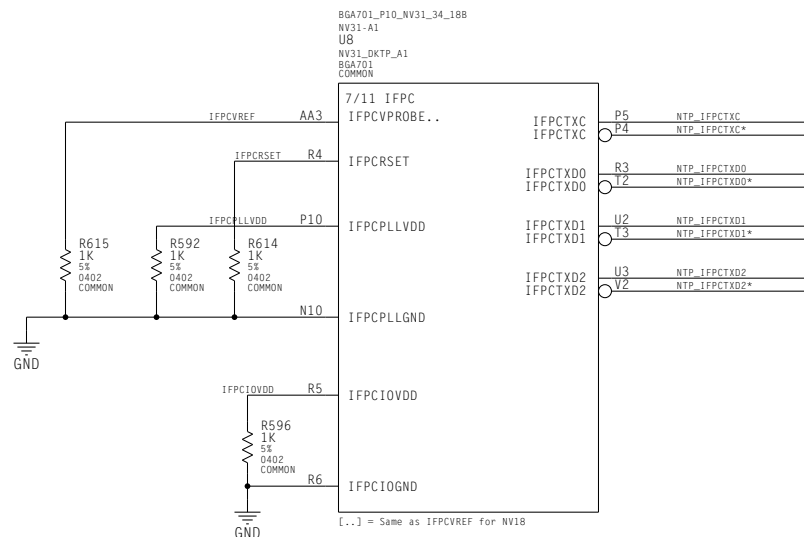 BGA701_P10_NV31_34_18B
NV31-A1
U8
NV31_DKTP_A1
BGA701
COMMON
7/11 IFPC
IFPCVREF AA3 IFPCVPROBE..
IFPCRSET R4 IFPCRSET
IFPCPLLVDD P10 IFPCPLLVDD
N10 IFPCPLLGND
IFPCIOVDD R5 IFPCIOVDD
R6 IFPCIOGND
IFPCTXC P5 NTP_IFPCTXC
IFPCTXC P4 NTP_IFPCTXC*
IFPCTXD0 R3 NTP_IFPCTXD0
IFPCTXD0 T2 NTP_IFPCTXD0*
IFPCTXD1 U2 NTP_IFPCTXD1
IFPCTXD1 T3 NTP_IFPCTXD1*
IFPCTXD2 U3 NTP_IFPCTXD2
IFPCTXD2 V2 NTP_IFPCTXD2*
R615
1K
5%
0402
COMMON
R592
1K
5%
0402
COMMON
R614
1K
5%
0402
COMMON
GND
R596
1K
5%
0402
COMMON
GND
[..] = Same as IFPCVREF for NV18